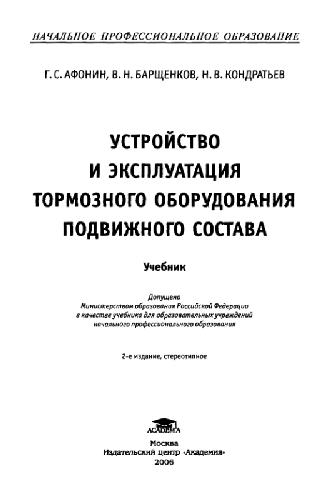 НАЧАЛЬНОЕ ПРОФЕССИОНАЛЬНОЕ ОБРАЗОВАНИЕ
Г. С. АФОНИН, В. Н. БАРЩЕНКОВ, Н. В. КОНДРАТЬЕВ
УСТРОЙСТВО
И ЭКСПЛУАТАЦИЯ
ТОРМОЗНОГО ОБОРУДОВАНИЯ
ПОДВИЖНОГО СОСТАВА
Учебник
Допущено
Министерством образования Российской Федерации
в качестве учебника для образовательных учреждений
начального профессионального образования
2-е издание, стереотипное
ACADEMA
Москва
Издательский центр «Академия»
2006